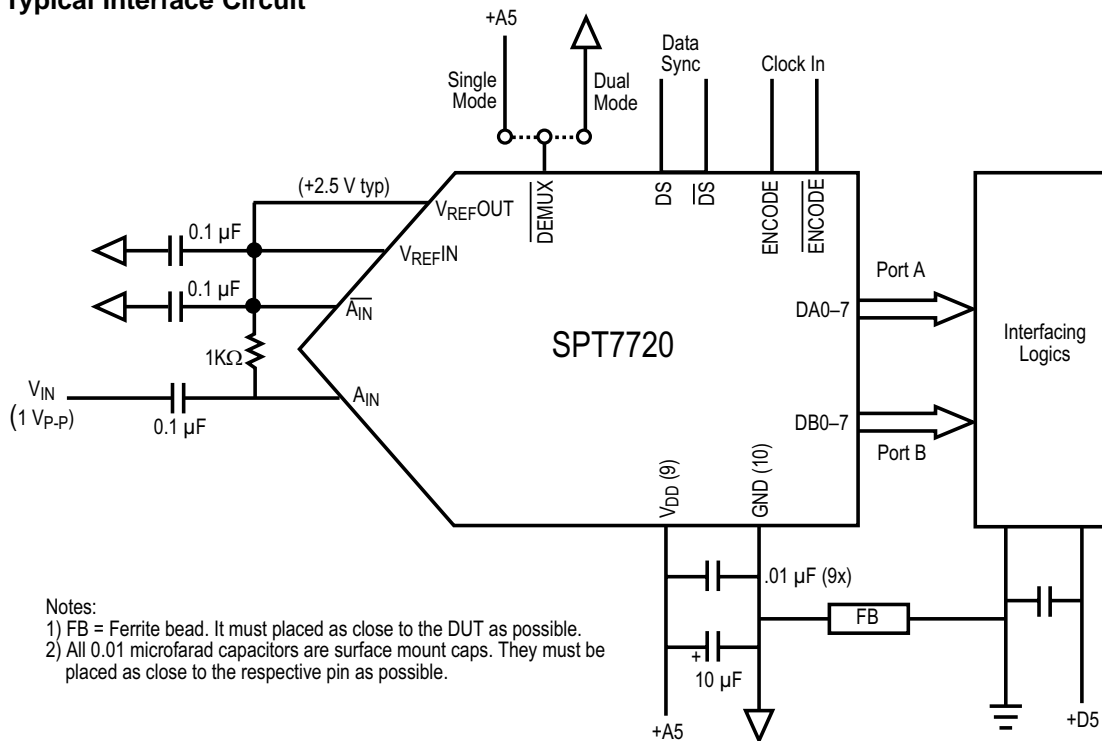 Typical Interface Circuit
+A5
Single
Mode
Dual
Mode
Data
Sync
Clock In
(+2.5 V typ)
VREFOUT
DEMUX
DS
DS
ENCODE
ENCODE
0.1 µF
VREFIN
0.1 µF
AIN
Port A
DA0–7
Interfacing
Logics
SPT7720
1KΩ
VIN
(1 VP-P)
0.1 µF
AIN
DB0–7
Port B
VDD (9)
GND (10)
.01 µF (9x)
FB
+
10 µF
+A5
+D5
Notes:
1) FB = Ferrite bead. It must placed as close to the DUT as possible.
2) All 0.01 microfarad capacitors are surface mount caps. They must be
placed as close to the respective pin as possible.